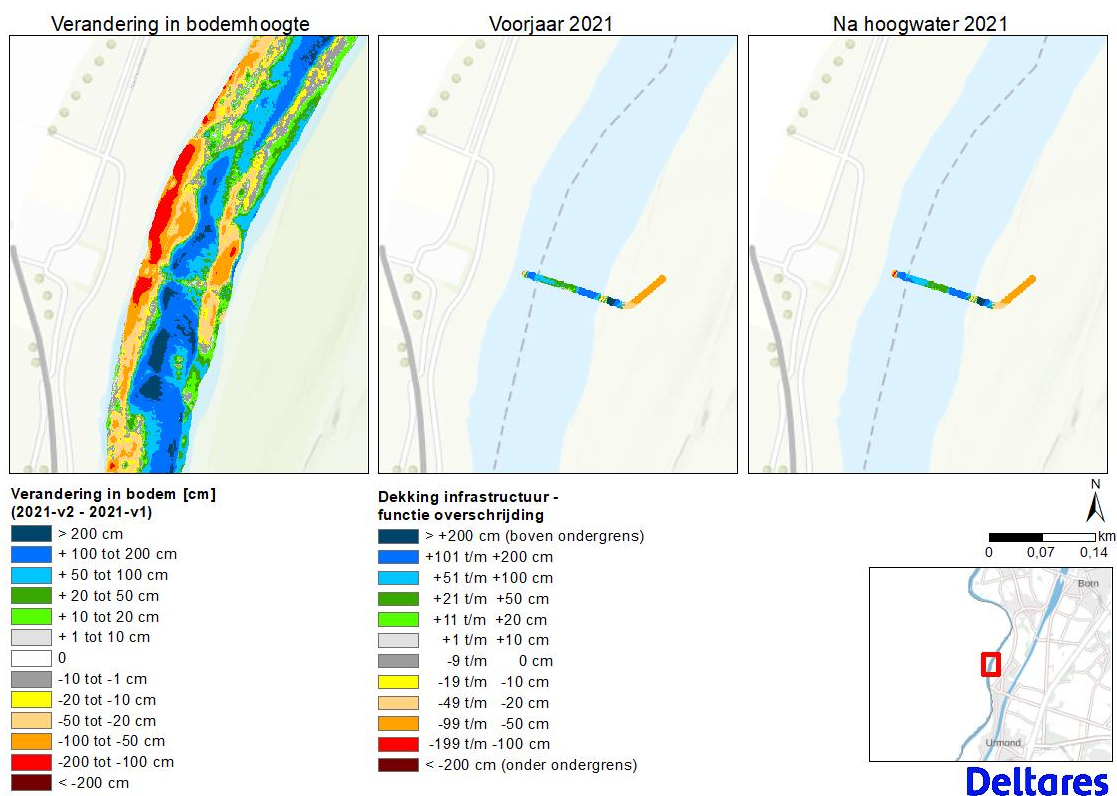 Verandering in bodemhoogte
Voorjaar 2021
Na hoogwater 2021
Verandering in bodem [cm]
(2021-v2 - 2021-v1)
> 200 cm
+ 100 tot 200 cm
+ 50 tot 100 cm
+ 20 tot 50 cm
+ 10 tot 20 cm
+ 1 tot 10 cm
0
-10 tot -1 cm
-20 tot -10 cm
-50 tot -20 cm
-100 tot -50 cm
-200 tot -100 cm
< -200 cm
Dekking infrastructuur -
functie overschrijding
> +200 cm (boven ondergrens)
+101 t/m +200 cm
+51 t/m +100 cm
+21 t/m +50 cm
+11 t/m +20 cm
+1 t/m +10 cm
-9 t/m 0 cm
-19 t/m -10 cm
-49 t/m -20 cm
-99 t/m -50 cm
-199 t/m -100 cm
< -200 cm (onder ondergrens)
N
km
0 0,07 0,14
Born
Urmond
Deltares